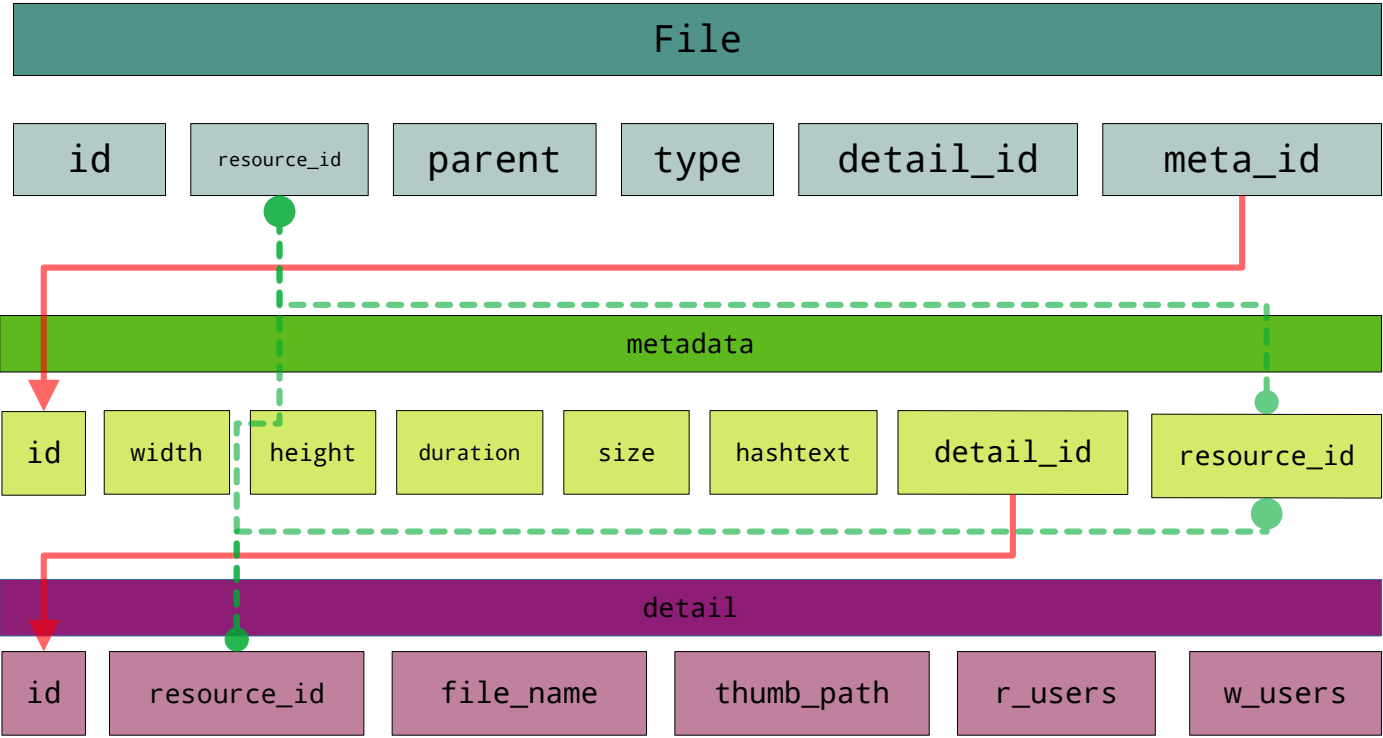 File
id
resource_id
parent
type
detail_id
meta_id
metadata
id
width
height
duration
size
hashtext
detail_id
resource_id
detail
id
resource_id
file_name
thumb_path
r_users
w_users